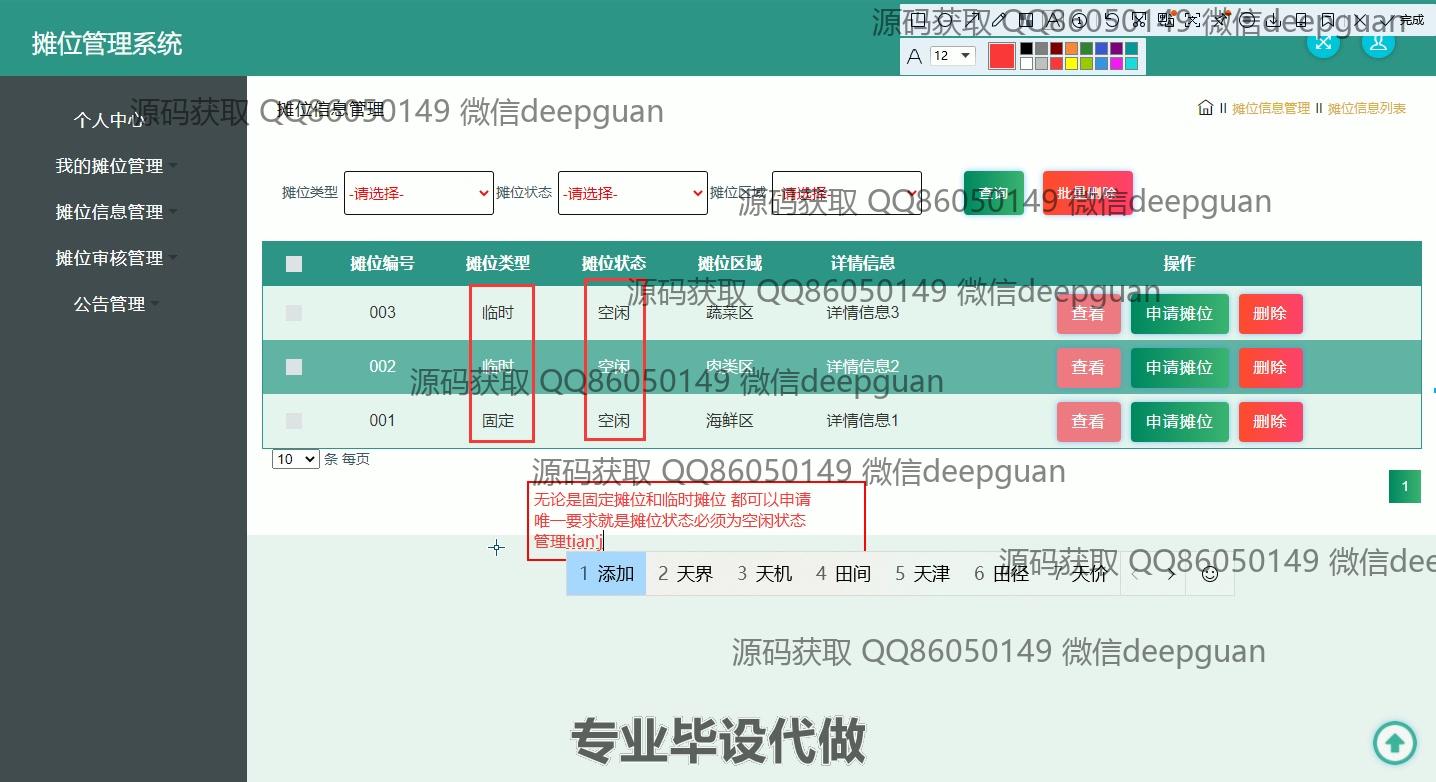 源码获取 QQ86050149 微信deepguan
完成
摊位管理系统
A 12
个人中心
我的摊位管理
摊位信息管理
摊位审核管理
公告管理
源码获取 QQ86050149 微信deepguan
摊位信息管理
摊位信息管理 摊位信息列表
摊位类型 -请选择- 摊位状态 -请选择- 摊位区域 -请选择- 查询 批量删除
源码获取 QQ86050149 微信deepguan
摊位编号 摊位类型 摊位状态 摊位区域 详情信息 操作
源码获取 QQ86050149 微信deepguan
003 临时 空闲 蔬菜区 详情信息3 查看 申请摊位 删除
002 临时 空闲 肉类区 详情信息2 查看 申请摊位 删除
源码获取 QQ86050149 微信deepguan
001 固定 空闲 海鲜区 详情信息1 查看 申请摊位 删除
10 条 每页
源码获取 QQ86050149 微信deepguan
1
无论是固定摊位和临时摊位 都可以申请
唯一要求就是摊位状态必须为空闲状态
管理tian'j
1 添加 2 天界 3 天机 4 田间 5 天津 6 田径 7 天价
源码获取 QQ86050149 微信deepguan
源码获取 QQ86050149 微信deepguan
专业毕设代做